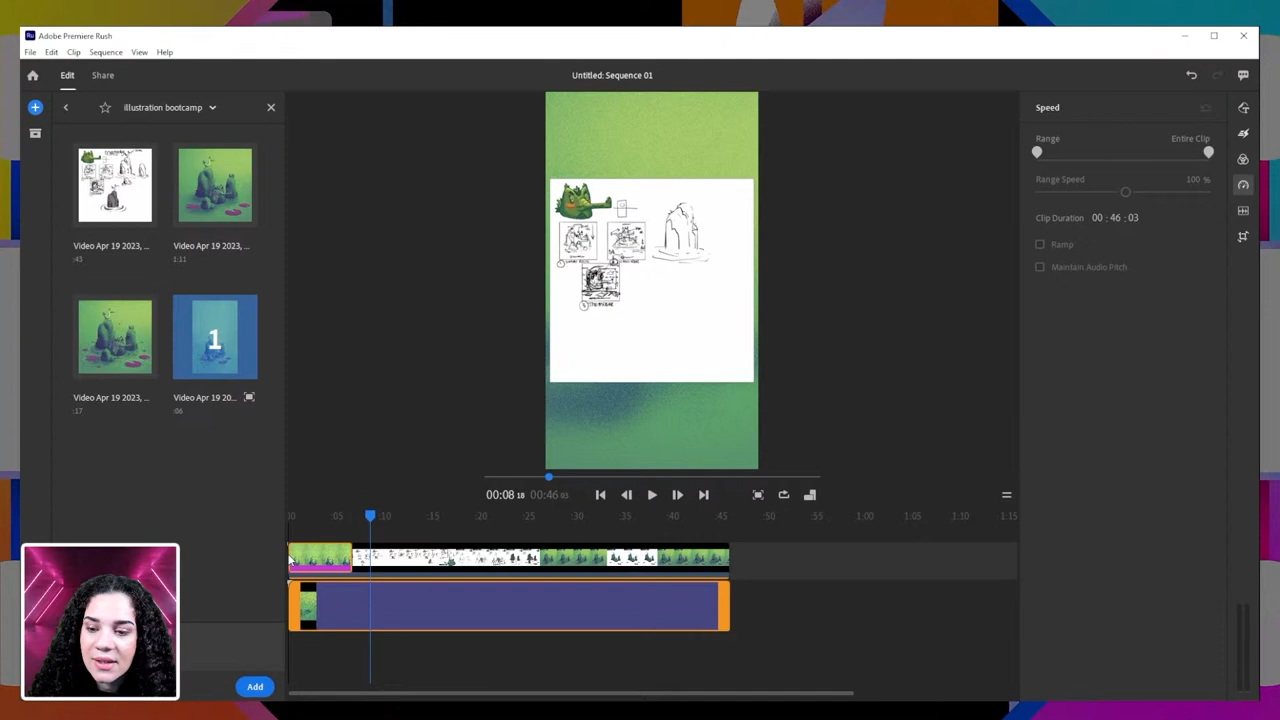 Adobe Premiere Rush
File Edit Clip Sequence View Help
Edit Share
Untitled: Sequence 01
illustration bootcamp
Speed
Range Entire Clip
Range Speed 100 %
Clip Duration 00 : 46 : 03
Ramp
Maintain Audio Pitch
Video Apr 19 2023, ...
:43
Video Apr 19 2023, ...
1:11
1
Video Apr 19 2023, ...
:17
Video Apr 19 20...
:06
00:08 18 00:46 03
:00 :05 :10 :15 :20 :25 :30 :35 :40 :45 :50 :55 1:00 1:05 1:10 1:15
Add